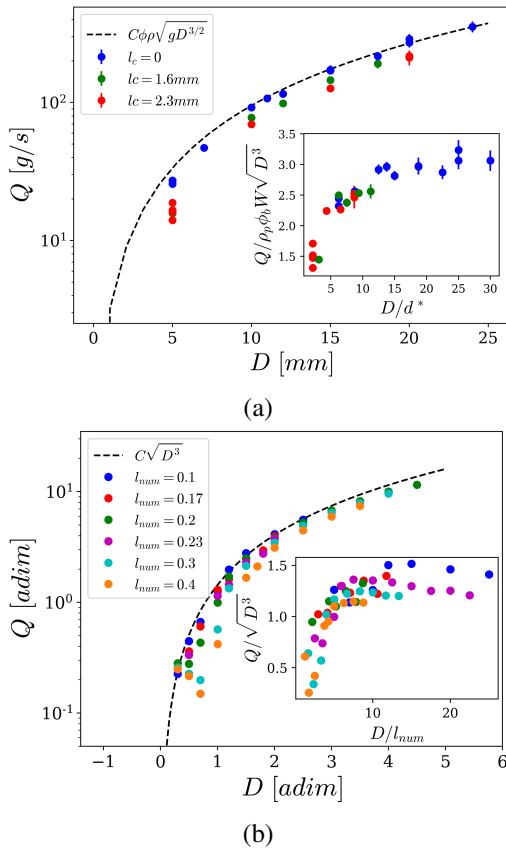 C𝜙ρ√gD^{3/2}
l_c = 0
lc = 1.6mm
lc = 2.3mm
Q [g/s]
10^2
10^1
3.5
3.0
2.5
2.0
1.5
Q/ρ_pϕ_bW√D^3
0 10 20 30
D/d*
0 5 10 15 20 25
D [mm]
(a)
C√D^3
l_num = 0.1
l_num = 0.17
l_num = 0.2
l_num = 0.23
l_num = 0.3
l_num = 0.4
Q [adim]
10^1
10^0
10^{-1}
1.5
1.0
0.5
Q/√D^3
10 20
D/l_num
−1 0 1 2 3 4 5 6
D [adim]
(b)